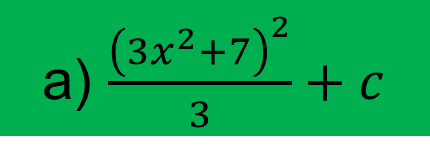 a) (3x²+7)²/3 + c